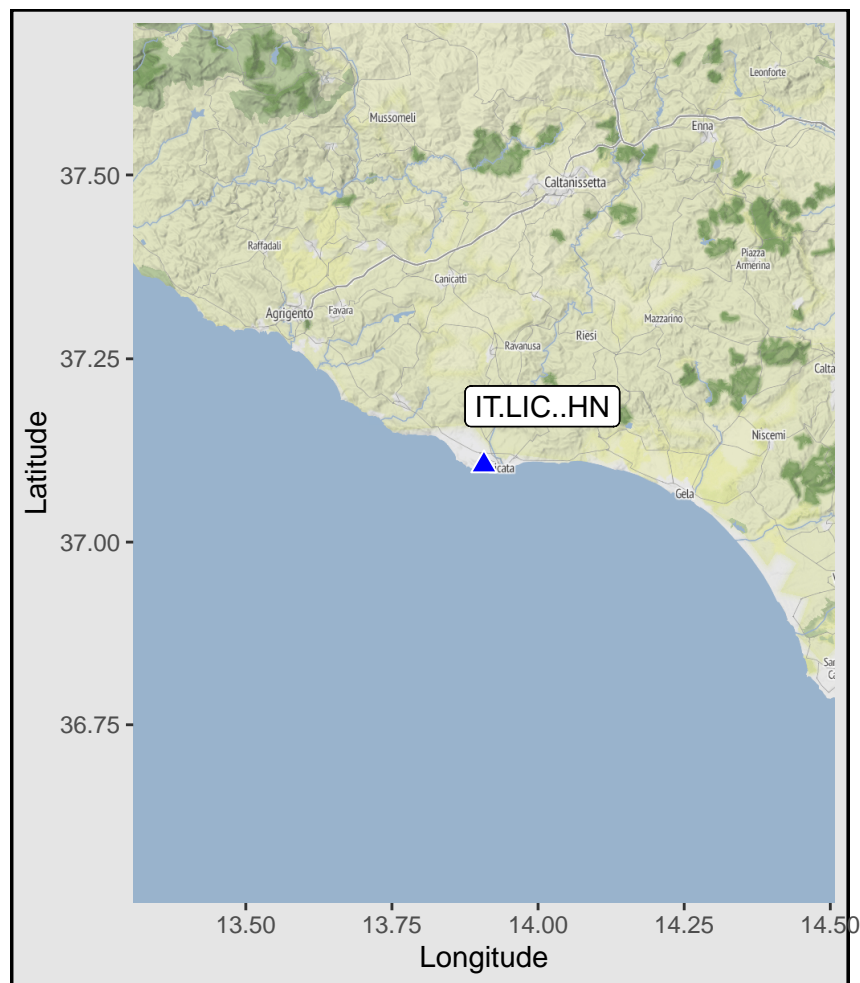 Leonforte
Mussomeli
Enna
37.50
Caltanissetta
Raffadali
Piazza
Armerina
Canicattì
Agrigento
Favara
Mazzarino
Riesi
Ravanusa
37.25
Calta
IT.LIC..HN
Niscemi
cata
Gela
37.00
Latitude
36.75
13.50
13.75
14.00
14.25
14.50
Longitude